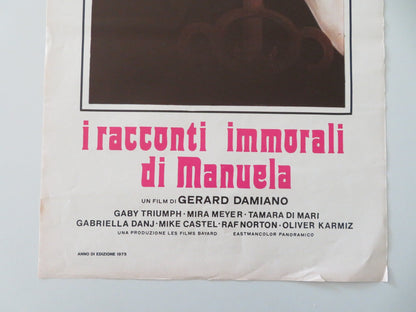 i racconti immorali
di Manuela
UN FILM DI GERARD DAMIANO
GABY TRIUMPH • MIRA MEYER • TAMARA DI MARI
GABRIELLA DANJ • MIKE CASTEL • RAF NORTON • OLIVER KARMIZ
UNA PRODUZIONE LES FILMS BAYARD EASTMANCOLOR PANORAMICO
ANNO DI EDIZIONE 1973